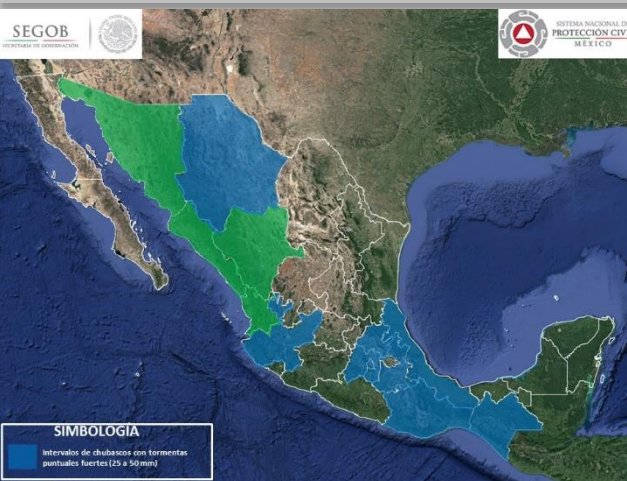 SEGOB
SECRETARÍA DE GOBERNACIÓN
SISTEMA NACIONAL DE
PROTECCIÓN CIVI
MÉXICO
SIMBOLOGÍA
Intervalos de chubascos con tormentas
puntuales fuertes (25 a 50 mm)